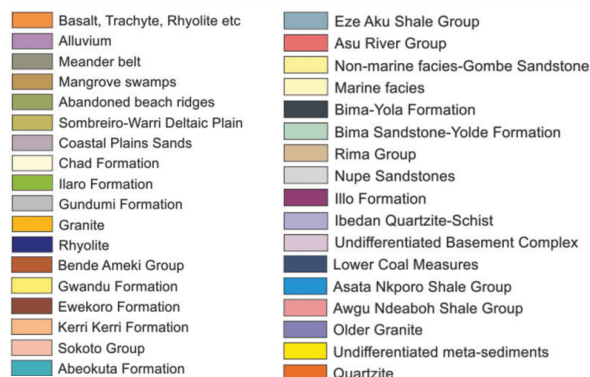 Basalt, Trachyte, Rhyolite etc
Alluvium
Meander belt
Mangrove swamps
Abandoned beach ridges
Sombreiro-Warri Deltaic Plain
Coastal Plains Sands
Chad Formation
Ilaro Formation
Gundumi Formation
Granite
Rhyolite
Bende Ameki Group
Gwandu Formation
Ewekoro Formation
Kerri Kerri Formation
Sokoto Group
Abeokuta Formation
Eze Aku Shale Group
Asu River Group
Non-marine facies-Gombe Sandstone
Marine facies
Bima-Yola Formation
Bima Sandstone-Yolde Formation
Rima Group
Nupe Sandstones
Illo Formation
Ibedan Quartzite-Schist
Undifferentiated Basement Complex
Lower Coal Measures
Asata Nkporo Shale Group
Awgu Ndeaboh Shale Group
Older Granite
Undifferentiated meta-sediments
Quartzite